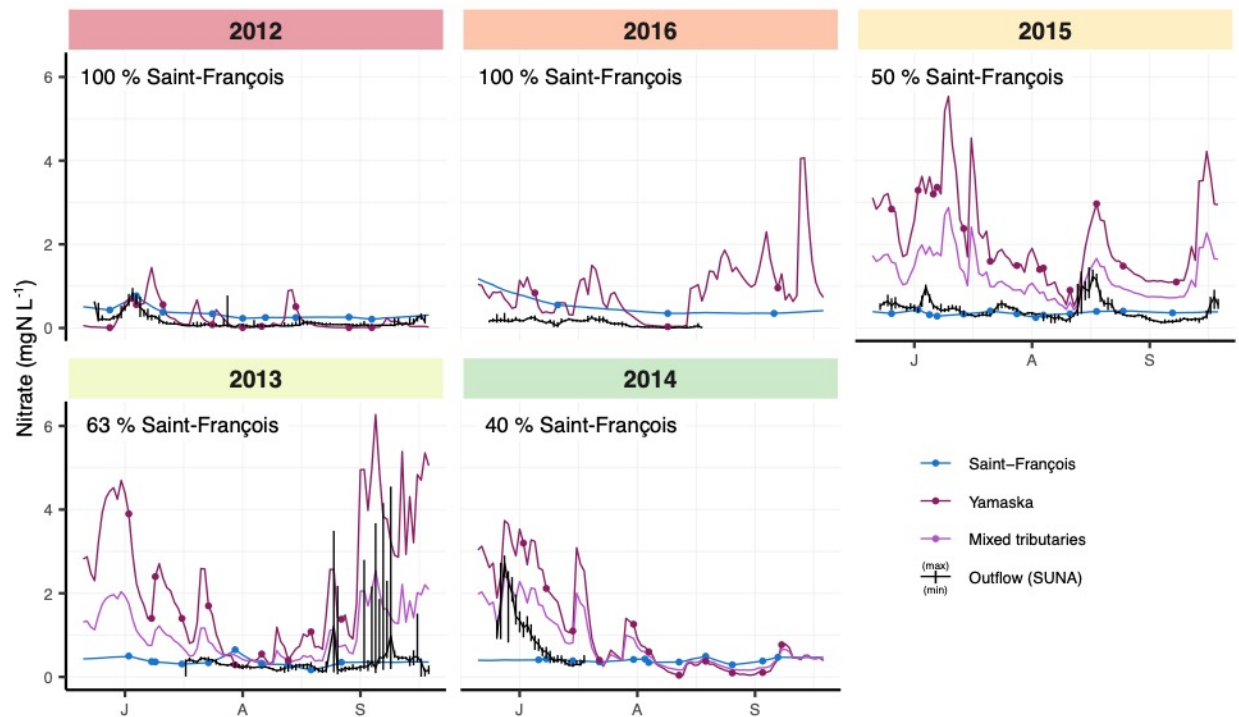 2012
2016
2015
100 % Saint-François
100 % Saint-François
50 % Saint-François
6
4
2
0
J A S
2013
2014
63 % Saint-François
40 % Saint-François
6
4
2
0
J A S
J A S
Nitrate (mgN L⁻¹)
Saint−François
Yamaska
Mixed tributaries
(max)
(min)
Outflow (SUNA)